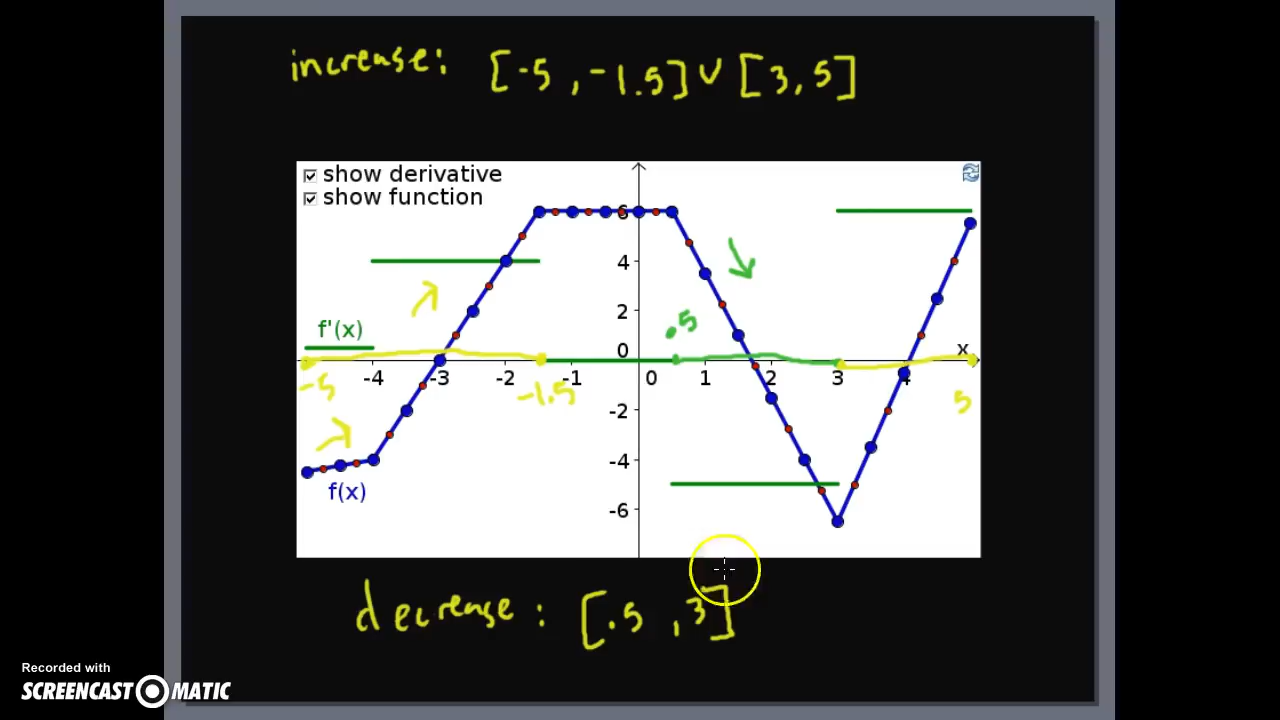 increase: [-5, -1.5] ∪ [3, 5]
show derivative
show function
6
4
.5
2
f'(x)
0
x
-4 -3 -2 -1 0 1 2 3 4
-5
-1.5
5
-2
-4
f(x)
-6
decrease: [.5, 3]
Recorded with
SCREENCAST O MATIC